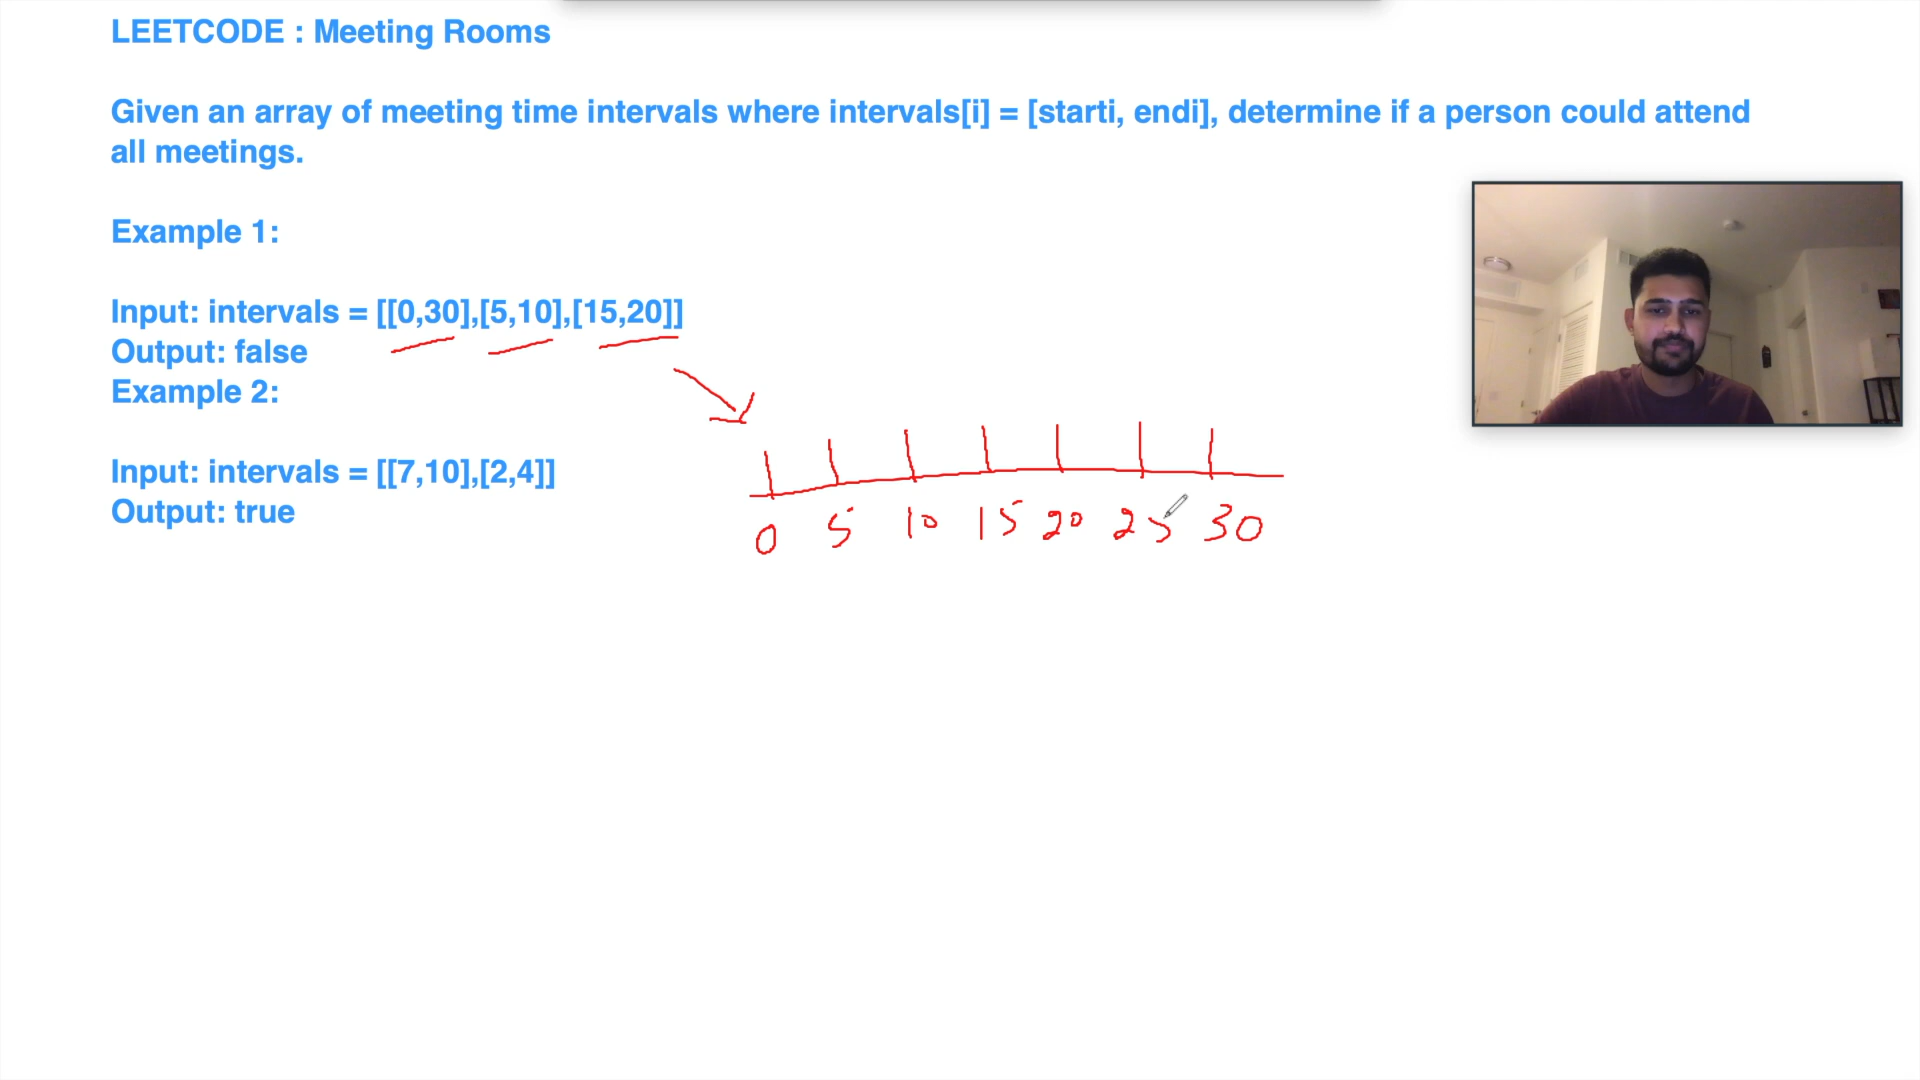 LEETCODE : Meeting Rooms
Given an array of meeting time intervals where intervals[i] = [starti, endi], determine if a person could attend
all meetings.
Example 1:
Input: intervals = [[0,30],[5,10],[15,20]]
Output: false
Example 2:
Input: intervals = [[7,10],[2,4]]
Output: true
0 5 10 15 20 25 30